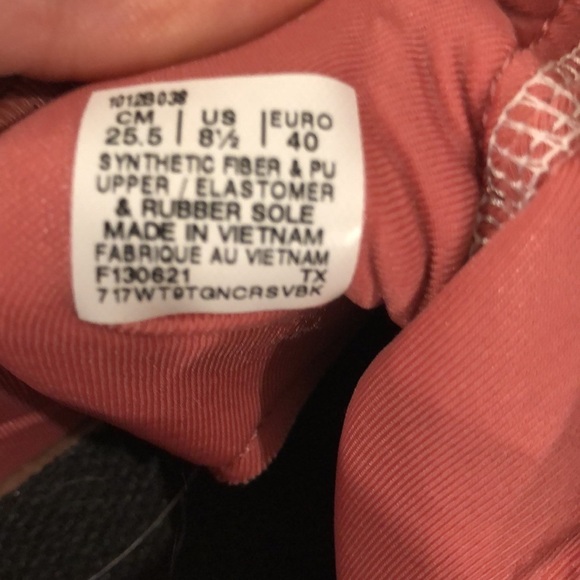 1012B038
CM | US | EURO
25.5 | 8½ | 40
SYNTHETIC FIBER & PU
UPPER / ELASTOMER
& RUBBER SOLE
MADE IN VIETNAM
FABRIQUE AU VIETNAM
F130621 TX
717WT9TGNCRSVBK